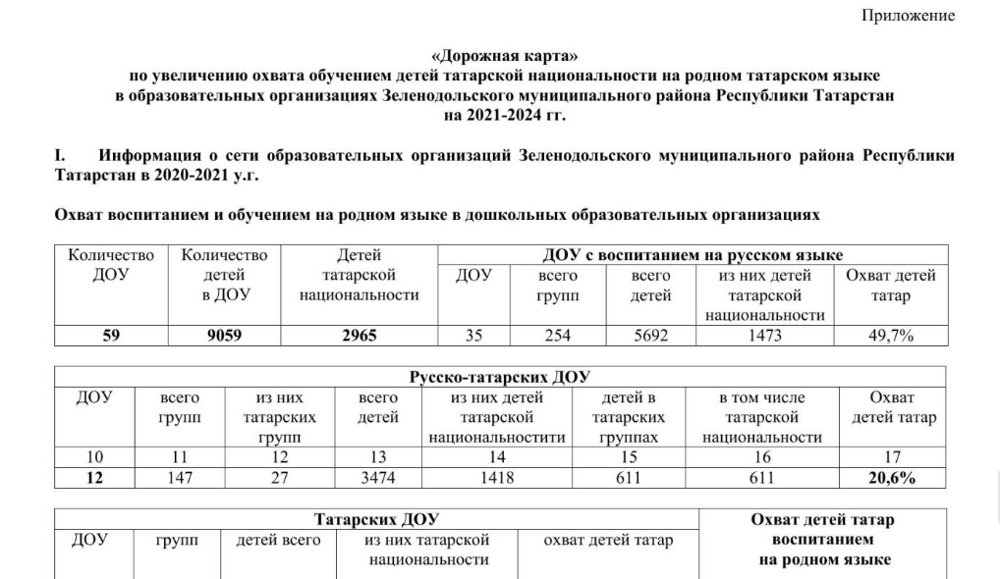 Приложение
«Дорожная карта»
по увеличению охвата обучением детей татарской национальности на родном татарском языке
в образовательных организациях Зеленодольского муниципального района Республики Татарстан
на 2021-2024 гг.
I. Информация о сети образовательных организаций Зеленодольского муниципального района Республики
Татарстан в 2020-2021 у.г.
Охват воспитанием и обучением на родном языке в дошкольных образовательных организациях
Количество Количество Детей ДОУ с воспитанием на русском языке
ДОУ детей татарской ДОУ всего всего из них детей Охват детей
в ДОУ национальности групп детей татарской татар
национальности
59 9059 2965 35 254 5692 1473 49,7%
Русско-татарских ДОУ
ДОУ всего из них всего из них детей детей в в том числе Охват
групп татарских детей татарской татарских татарской детей татар
групп национальностити группах национальности
10 11 12 13 14 15 16 17
12 147 27 3474 1418 611 611 20,6%
Татарских ДОУ Охват детей татар
ДОУ групп детей всего из них татарской охват детей татар воспитанием
национальности на родном языке